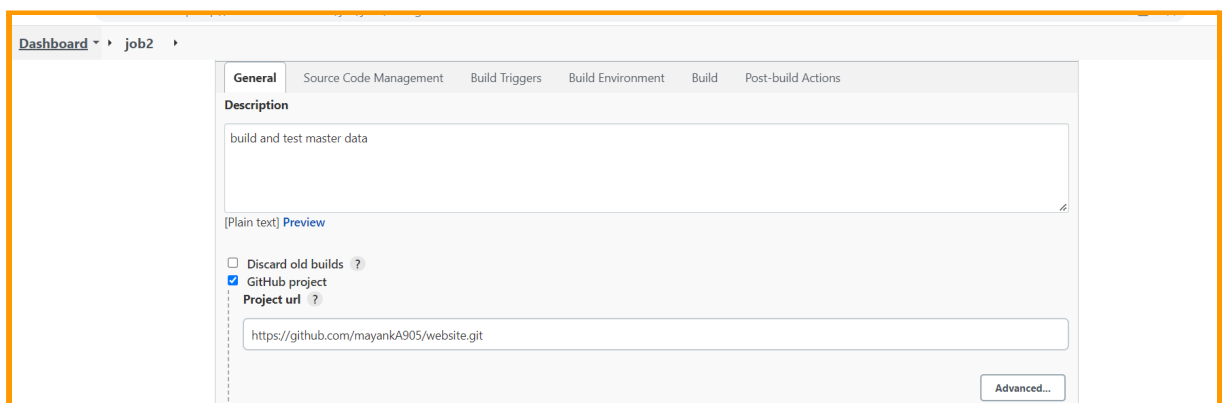 Dashboard job2
General Source Code Management Build Triggers Build Environment Build Post-build Actions
Description
build and test master data
[Plain text] Preview
Discard old builds ?
GitHub project
Project url ?
https://github.com/mayankA905/website.git
Advanced...